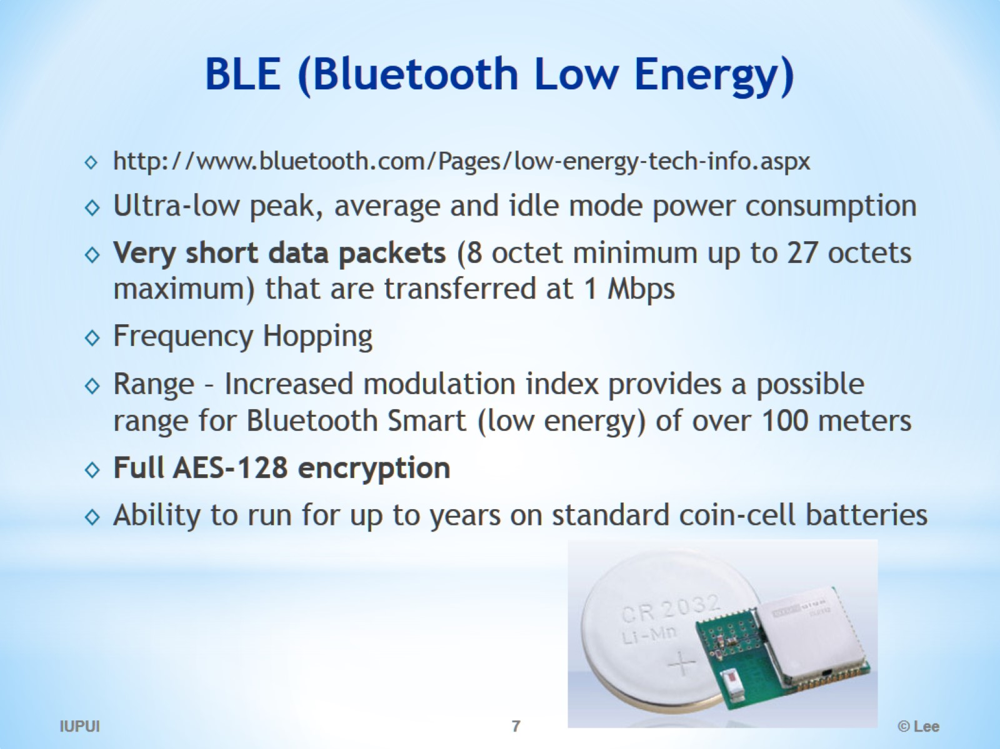 BLE (Bluetooth Low Energy)
◇ http://www.bluetooth.com/Pages/low-energy-tech-info.aspx
◇ Ultra-low peak, average and idle mode power consumption
◇ Very short data packets (8 octet minimum up to 27 octets
maximum) that are transferred at 1 Mbps
◇ Frequency Hopping
◇ Range – Increased modulation index provides a possible
range for Bluetooth Smart (low energy) of over 100 meters
◇ Full AES-128 encryption
◇ Ability to run for up to years on standard coin-cell batteries
CR 2032
Li-Mn
+
IUPUI
7
© Lee